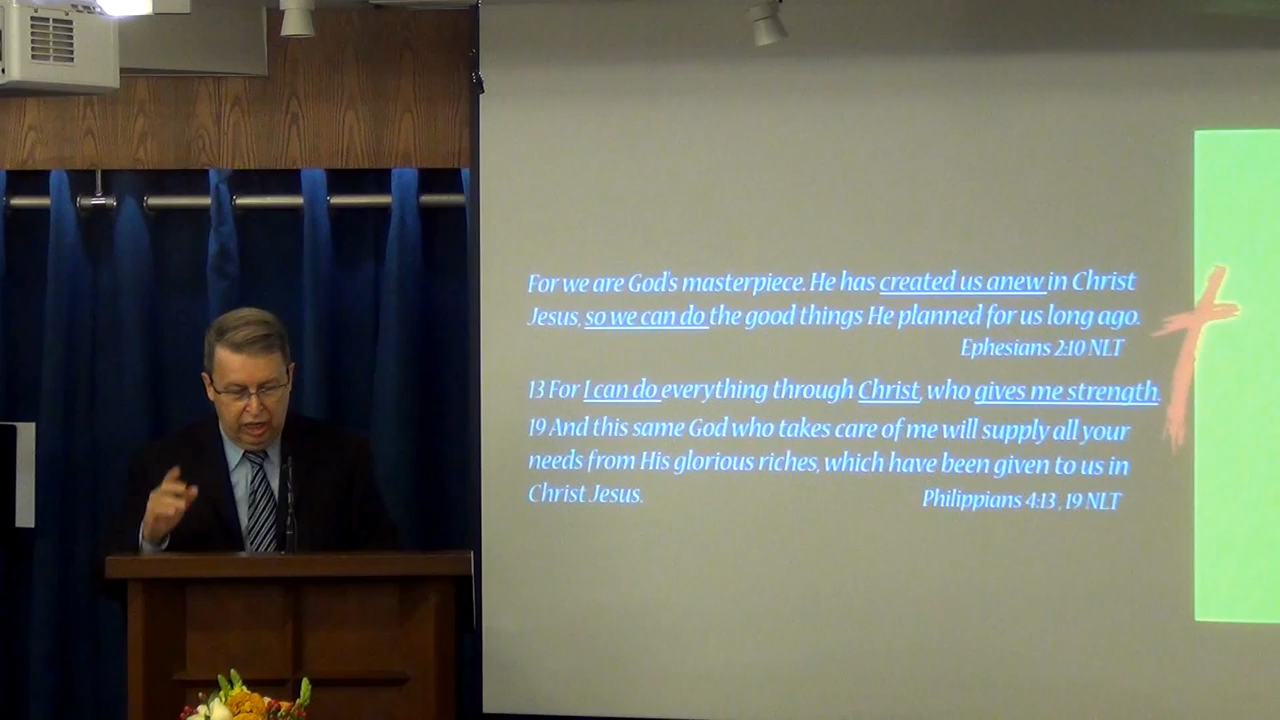 For we are God's masterpiece. He has created us anew in Christ
Jesus, so we can do the good things He planned for us long ago.
Ephesians 2:10 NLT
13 For I can do everything through Christ, who gives me strength.
19 And this same God who takes care of me will supply all your
needs from His glorious riches, which have been given to us in
Christ Jesus.
Philippians 4:13 , 19 NLT